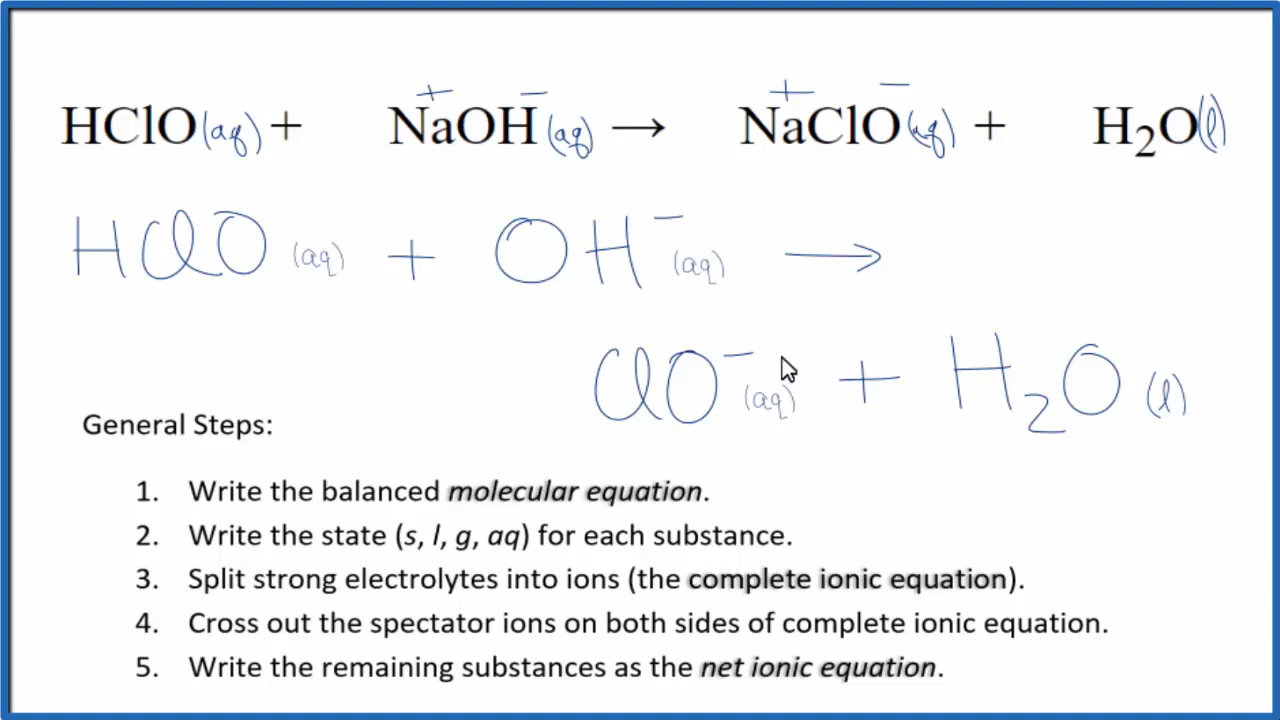 HClO(aq) + NaOH(aq) → NaClO(aq) + H₂O(l)
HClO (aq) + OH⁻ (aq) →
ClO⁻ (aq) + H₂O (l)
General Steps:
1. Write the balanced molecular equation.
2. Write the state (s, l, g, aq) for each substance.
3. Split strong electrolytes into ions (the complete ionic equation).
4. Cross out the spectator ions on both sides of complete ionic equation.
5. Write the remaining substances as the net ionic equation.